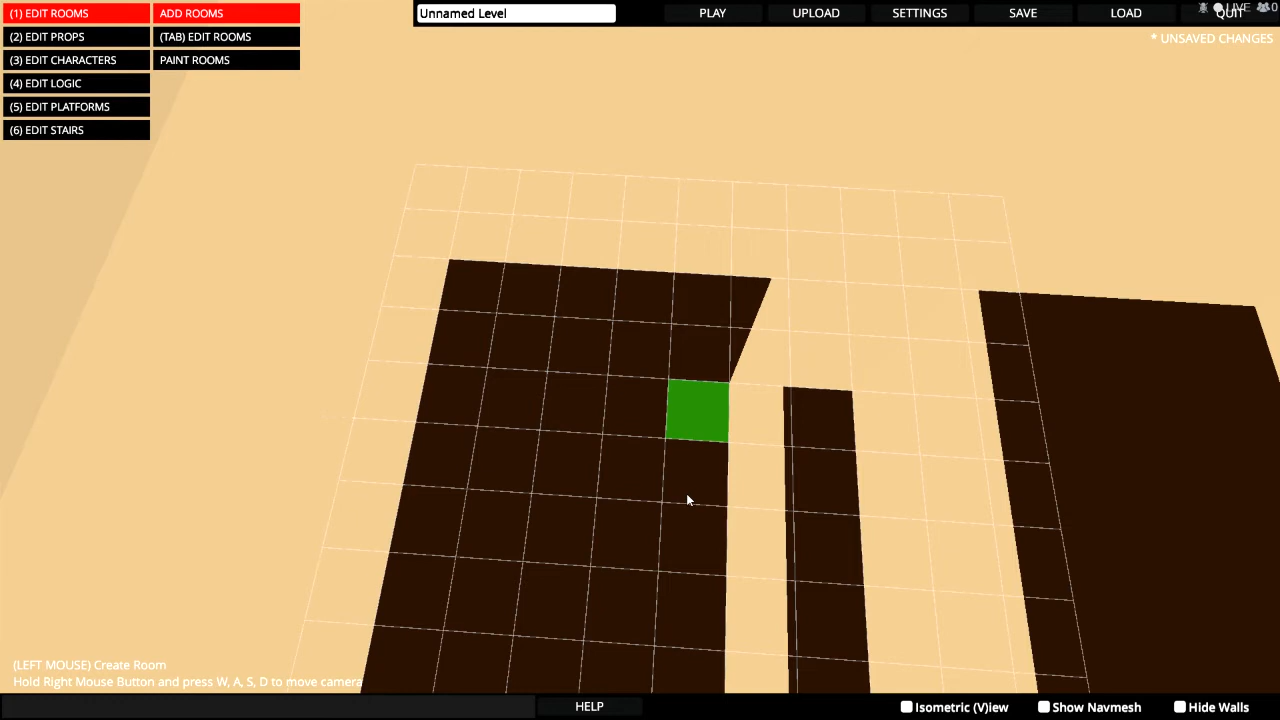 (1) EDIT ROOMS
ADD ROOMS
Unnamed Level
PLAY
UPLOAD
SETTINGS
SAVE
LOAD
QUIT
LIVE
(2) EDIT PROPS
(TAB) EDIT ROOMS
* UNSAVED CHANGES
(3) EDIT CHARACTERS
PAINT ROOMS
(4) EDIT LOGIC
(5) EDIT PLATFORMS
(6) EDIT STAIRS
(LEFT MOUSE) Create Room
Hold Right Mouse Button and press W, A, S, D to move camera
HELP
Isometric (V)iew
Show Navmesh
Hide Walls